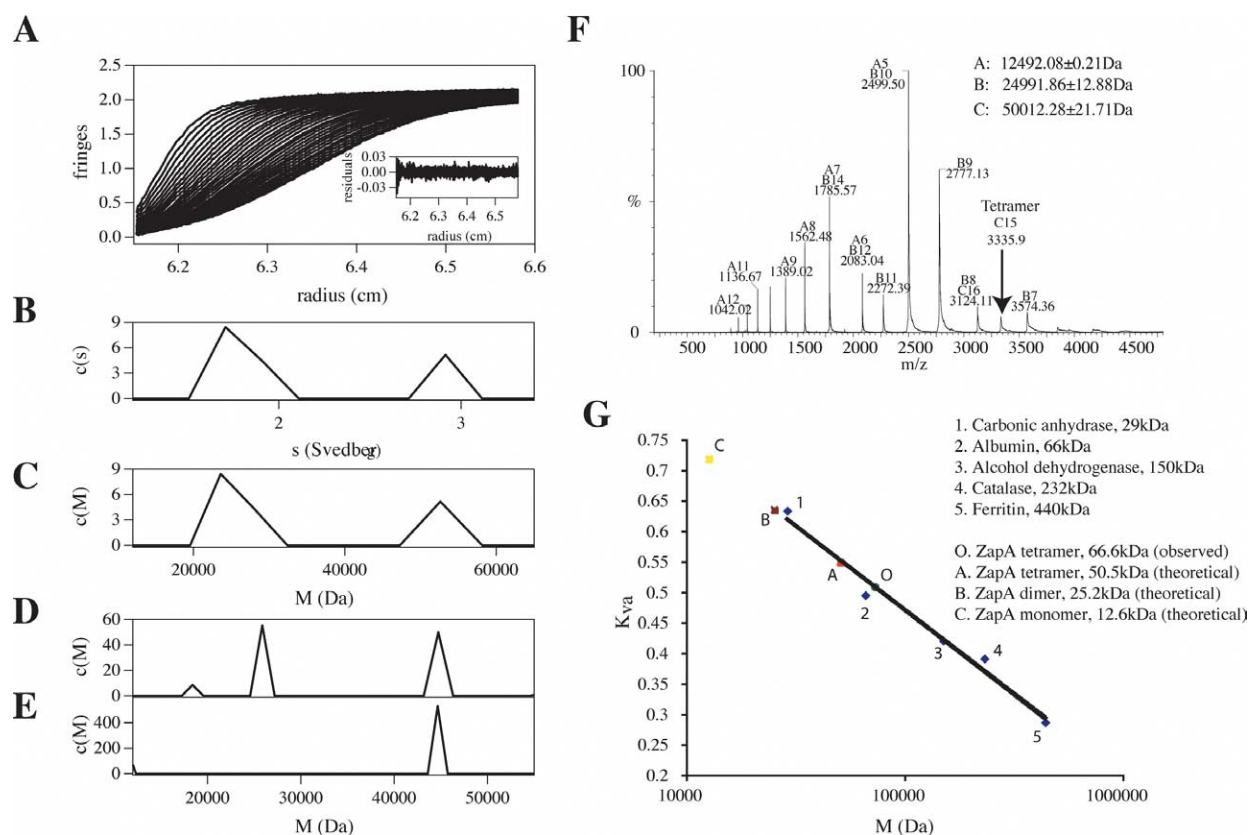 A
2.5
2.0
1.5
1.0
0.5
0.0
fringes
0.03
0.00
-0.03
residuals
6.2 6.3 6.4 6.5
radius (cm)
6.2 6.3 6.4 6.5 6.6
radius (cm)
B
9
6
3
0
c(s)
2 3
C
9
6
3
0
c(M)
20000 40000 60000
M (Da)
D
60
40
20
0
c(M)
E
400
200
0
c(M)
20000 30000 40000 50000
M (Da)
F
100
%
0
A: 12492.08±0.21Da
B: 24991.86±12.88Da
C: 50012.28±21.71Da
A5
B10
2499.50
B9
2777.13
A7
B14
1785.57
A8
1562.48
A6
B12
2083.04
Tetramer
C15
3335.9
A11
1136.67
A9
1389.02
B11
2272.39
B8
C16
3124.11
B7
3574.36
A12
1042.02
500 1000 1500 2000 2500 3000 3500 4000 4500
m/z
G
0.75
0.7
0.65
0.6
0.55
0.5
0.45
0.4
0.35
0.3
0.25
0.2
Kva
C
1
B
A
O
2
3
4
5
1. Carbonic anhydrase, 29kDa
2. Albumin, 66kDa
3. Alcohol dehydrogenase, 150kDa
4. Catalase, 232kDa
5. Ferritin, 440kDa
O. ZapA tetramer, 66.6kDa (observed)
A. ZapA tetramer, 50.5kDa (theoretical)
B. ZapA dimer, 25.2kDa (theoretical)
C. ZapA monomer, 12.6kDa (theoretical)
10000 100000 1000000
M (Da)